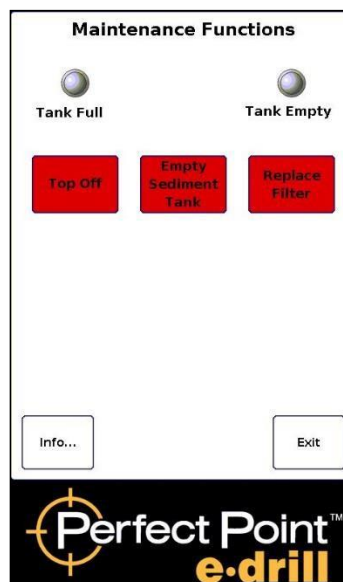 Maintenance Functions
Tank Full
Tank Empty
Top Off
Empty
Sediment
Tank
Replace
Filter
Info...
Exit
Perfect Point™
e·drill